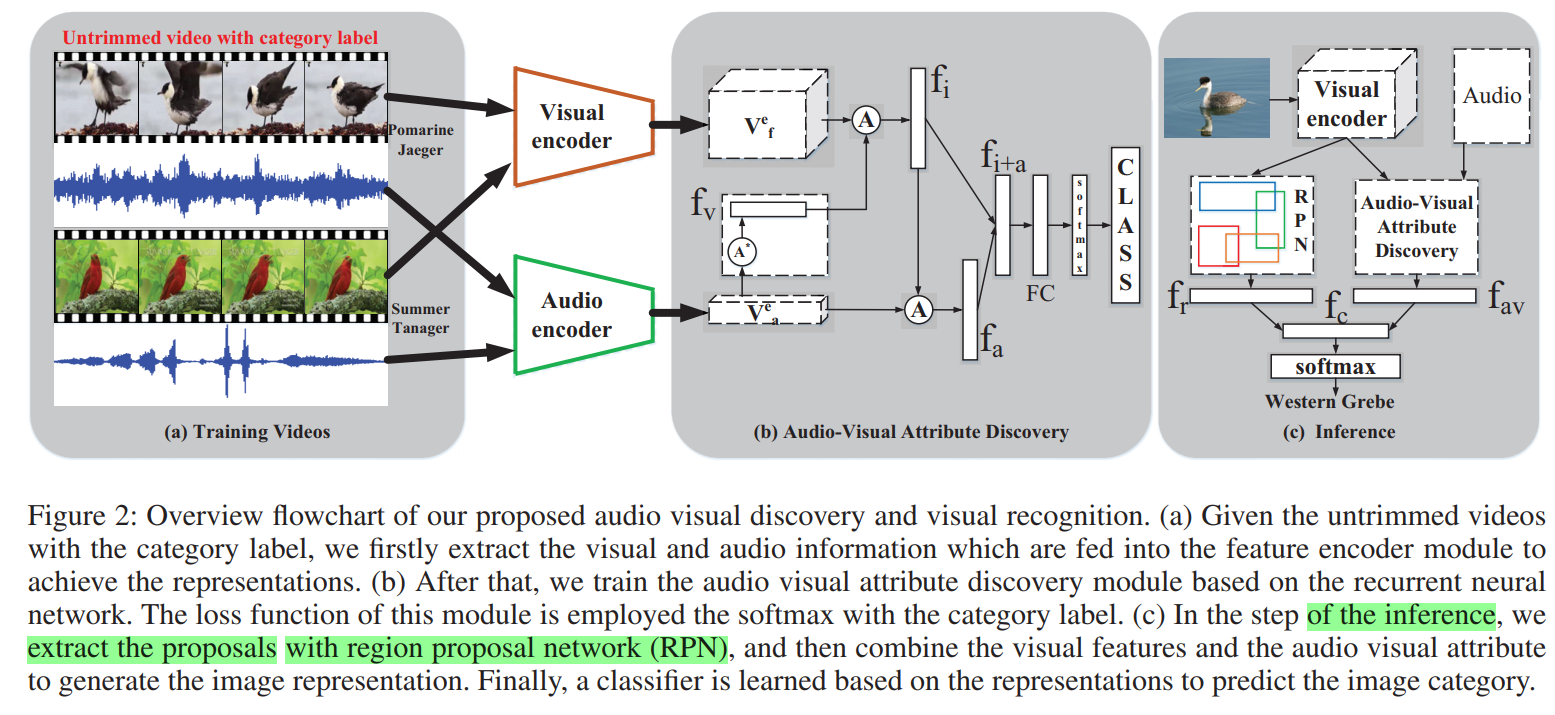 Untrimmed video with category label
Pomarine
Jaeger
Summer
Tanager
(a) Training Videos
Visual
encoder
Audio
encoder
V^e_f
A
f_i
f_v
A*
V^e_a
A
f_a
f_{i+a}
FC
softmax
CLASS
(b) Audio-Visual Attribute Discovery
Visual
encoder
Audio
RPN
Audio-Visual
Attribute
Discovery
f_r
f_c
f_{av}
softmax
Western Grebe
(c) Inference
Figure 2: Overview flowchart of our proposed audio visual discovery and visual recognition. (a) Given the untrimmed videos
with the category label, we firstly extract the visual and audio information which are fed into the feature encoder module to
achieve the representations. (b) After that, we train the audio visual attribute discovery module based on the recurrent neural
network. The loss function of this module is employed the softmax with the category label. (c) In the step of the inference, we
extract the proposals with region proposal network (RPN), and then combine the visual features and the audio visual attribute
to generate the image representation. Finally, a classifier is learned based on the representations to predict the image category.